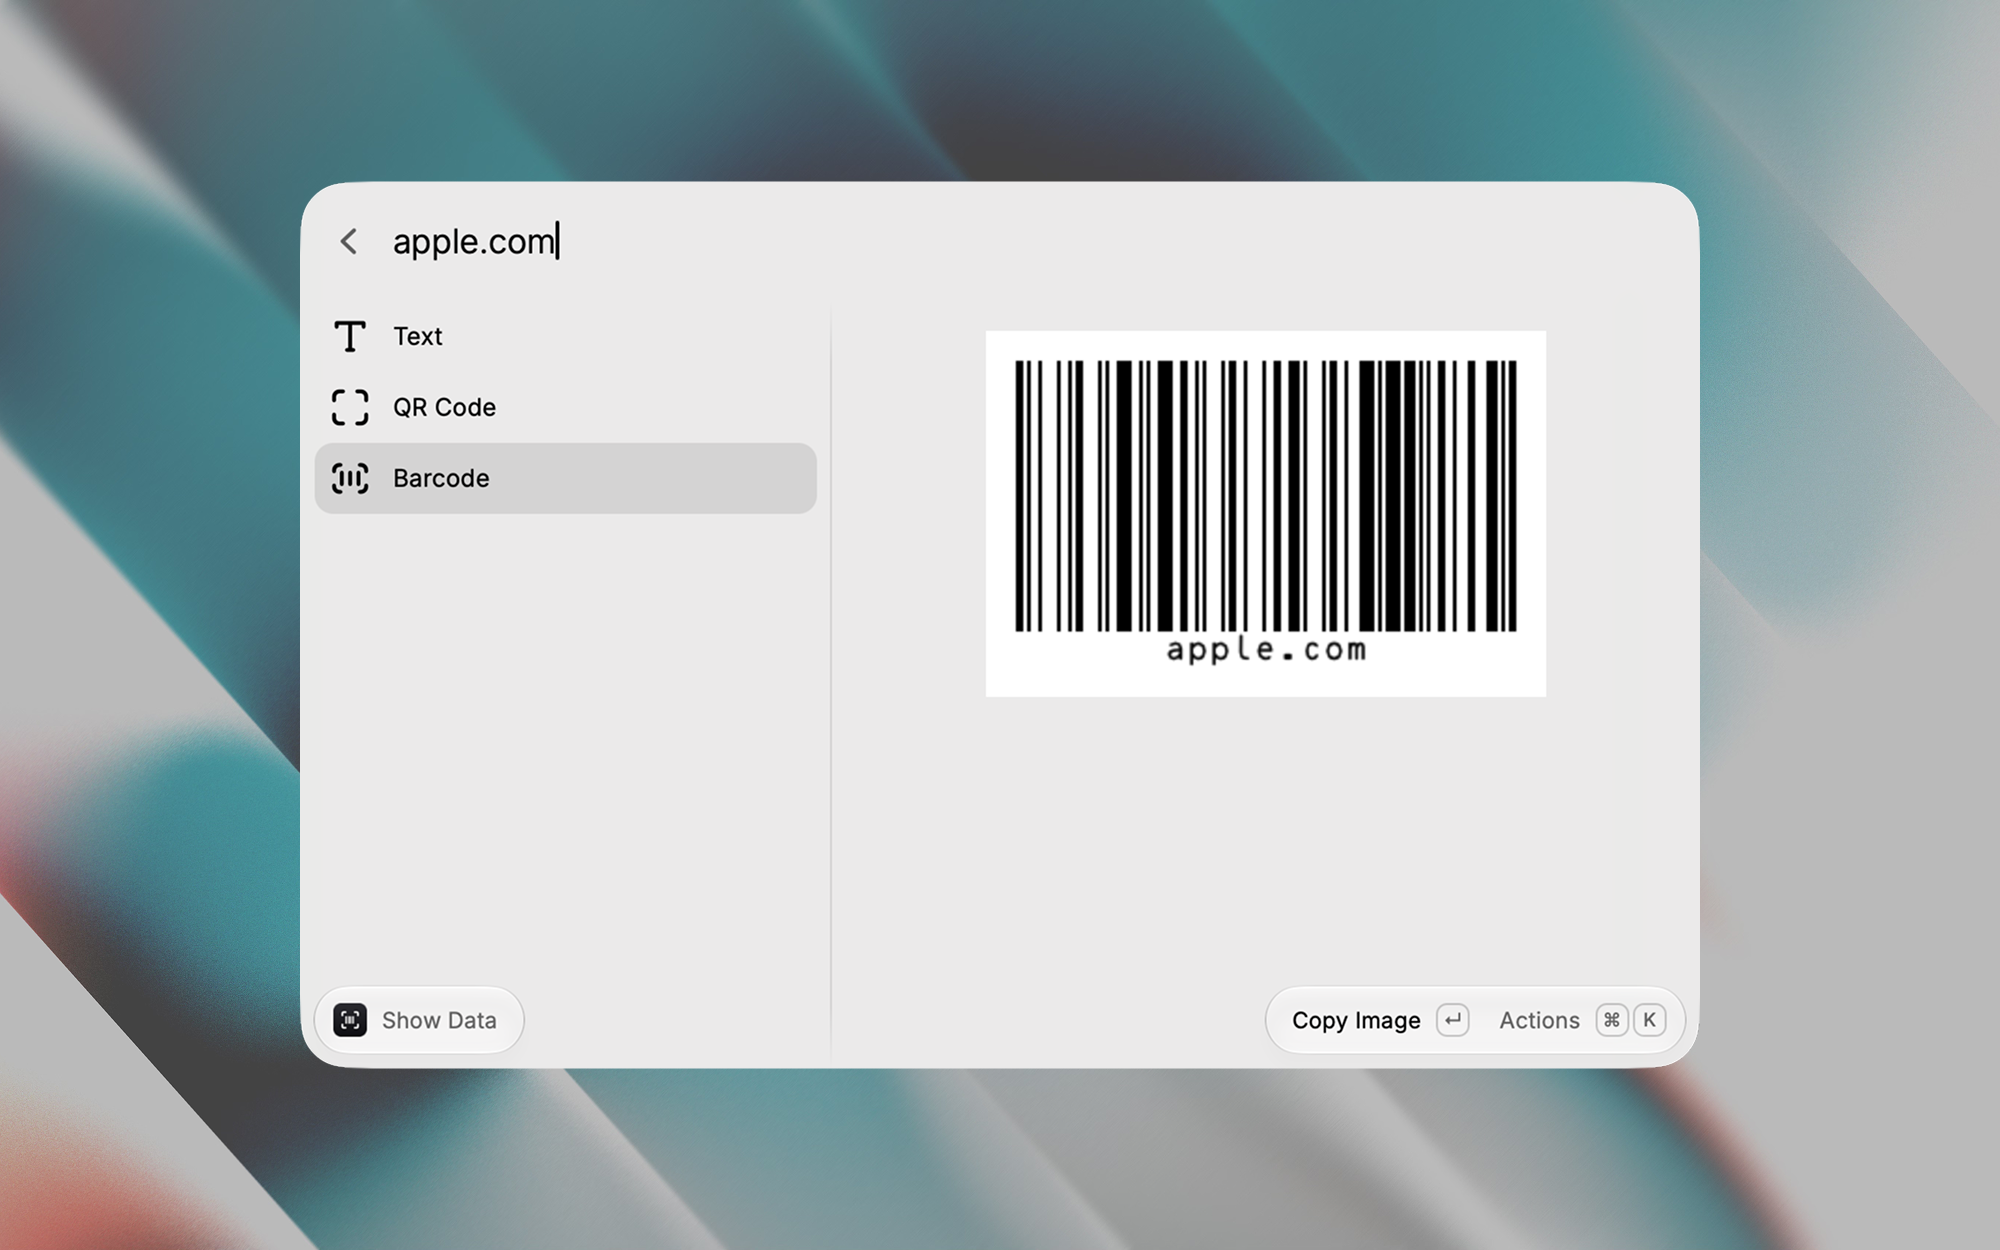 apple.com
Text
QR Code
Barcode
apple.com
Show Data
Copy Image ↵ Actions ⌘ K